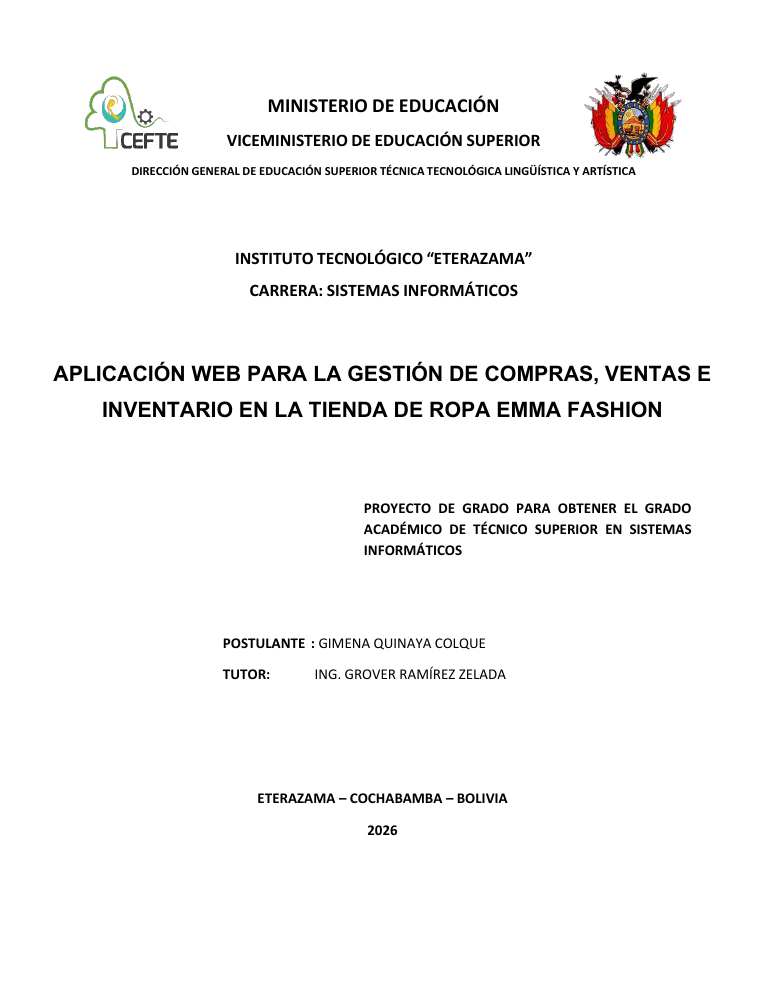 CEFTE
MINISTERIO DE EDUCACIÓN
VICEMINISTERIO DE EDUCACIÓN SUPERIOR
DIRECCIÓN GENERAL DE EDUCACIÓN SUPERIOR TÉCNICA TECNOLÓGICA LINGÜÍSTICA Y ARTÍSTICA
INSTITUTO TECNOLÓGICO “ETERAZAMA”
CARRERA: SISTEMAS INFORMÁTICOS
APLICACIÓN WEB PARA LA GESTIÓN DE COMPRAS, VENTAS E
INVENTARIO EN LA TIENDA DE ROPA EMMA FASHION
PROYECTO DE GRADO PARA OBTENER EL GRADO
ACADÉMICO DE TÉCNICO SUPERIOR EN SISTEMAS
INFORMÁTICOS
POSTULANTE : GIMENA QUINAYA COLQUE
TUTOR: ING. GROVER RAMÍREZ ZELADA
ETERAZAMA – COCHABAMBA – BOLIVIA
2026